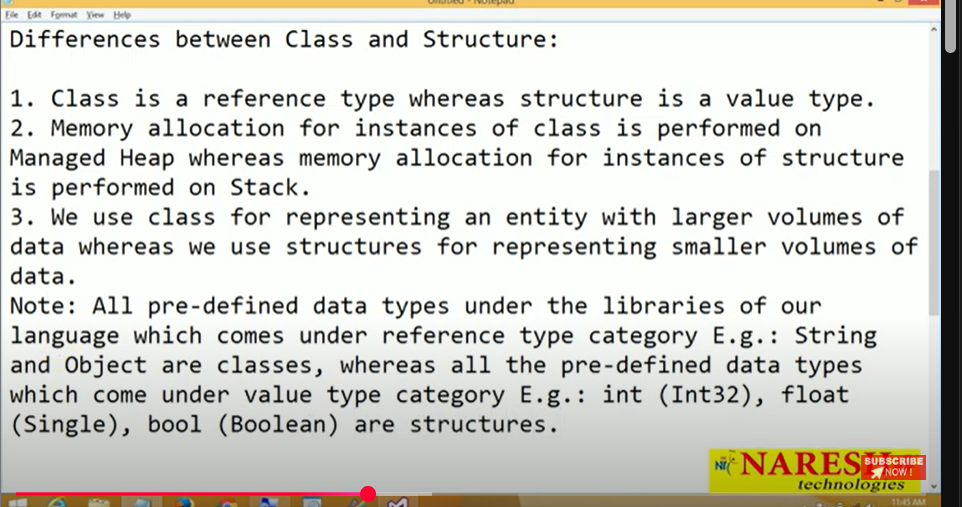 Untitled - Notepad
File Edit Format View Help
Differences between Class and Structure:
1. Class is a reference type whereas structure is a value type.
2. Memory allocation for instances of class is performed on
Managed Heap whereas memory allocation for instances of structure
is performed on Stack.
3. We use class for representing an entity with larger volumes of
data whereas we use structures for representing smaller volumes of
data.
Note: All pre-defined data types under the libraries of our
language which comes under reference type category E.g.: String
and Object are classes, whereas all the pre-defined data types
which come under value type category E.g.: int (Int32), float
(Single), bool (Boolean) are structures.
NARESH
technologies
SUBSCRIBE
NOW !
11:45 AM